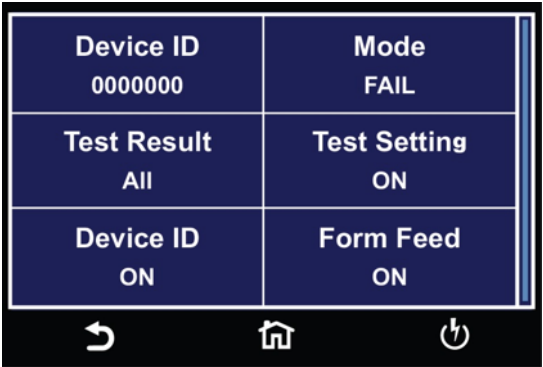 Device ID
0000000
Mode
FAIL
Test Result
All
Test Setting
ON
Device ID
ON
Form Feed
ON